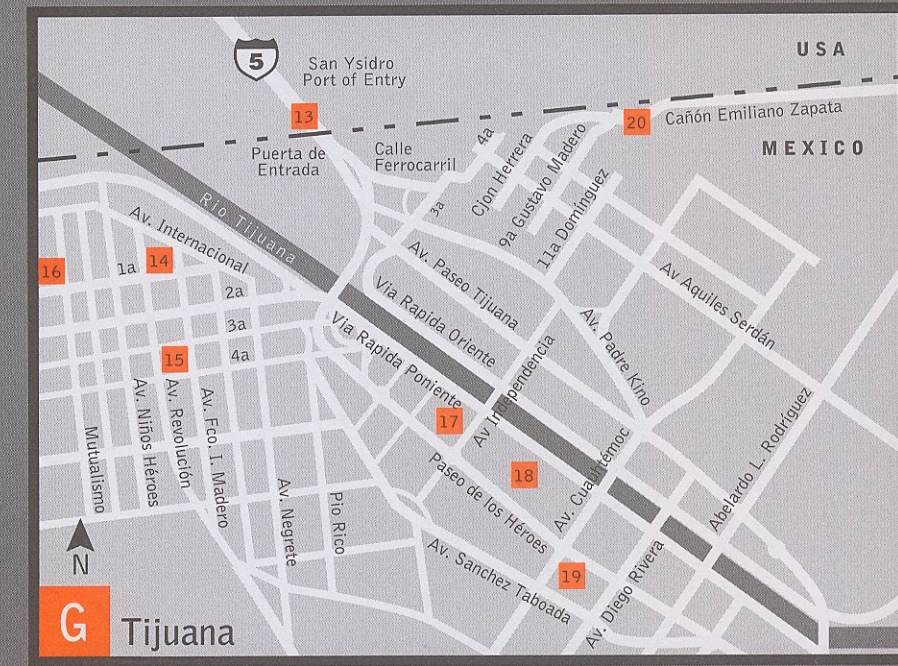 5
San Ysidro
Port of Entry
USA
13
20
Cañón Emiliano Zapata
MEXICO
Puerta de
Entrada
Calle
Ferrocarril
4a
3a
Cjon Herrera
9a Gustavo Madero
11a Domínguez
Rio Tijuana
Av. Internacional
16
1a
14
2a
3a
4a
15
Av. Paseo Tijuana
Via Rapida Oriente
Via Rapida Poniente
Av Aquiles Serdán
Av. Padre Kino
Av Independencia
17
18
Av. Cuauhtémoc
Abelardo L. Rodríguez
Mutualismo
Av. Niños Héroes
Av. Revolución
Av. Fco. I. Madero
Av. Negrete
Pio Rico
Paseo de los Héroes
Av. Sanchez Taboada
19
Av. Diego Rivera
N
G
Tijuana